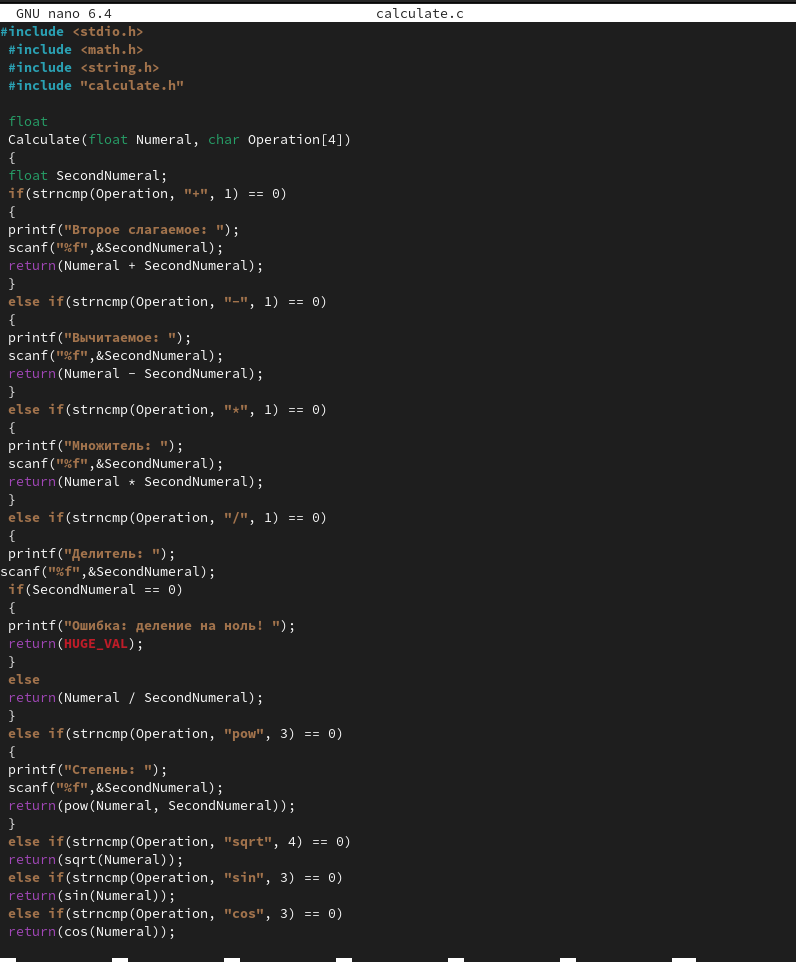 GNU nano 6.4 calculate.c
#include <stdio.h>
#include <math.h>
#include <string.h>
#include "calculate.h"
float
Calculate(float Numeral, char Operation[4])
{
float SecondNumeral;
if(strncmp(Operation, "+", 1) == 0)
{
printf("Второе слагаемое: ");
scanf("%f",&SecondNumeral);
return(Numeral + SecondNumeral);
}
else if(strncmp(Operation, "-", 1) == 0)
{
printf("Вычитаемое: ");
scanf("%f",&SecondNumeral);
return(Numeral - SecondNumeral);
}
else if(strncmp(Operation, "*", 1) == 0)
{
printf("Множитель: ");
scanf("%f",&SecondNumeral);
return(Numeral * SecondNumeral);
}
else if(strncmp(Operation, "/", 1) == 0)
{
printf("Делитель: ");
scanf("%f",&SecondNumeral);
if(SecondNumeral == 0)
{
printf("Ошибка: деление на ноль! ");
return(HUGE_VAL);
}
else
return(Numeral / SecondNumeral);
}
else if(strncmp(Operation, "pow", 3) == 0)
{
printf("Степень: ");
scanf("%f",&SecondNumeral);
return(pow(Numeral, SecondNumeral));
}
else if(strncmp(Operation, "sqrt", 4) == 0)
return(sqrt(Numeral));
else if(strncmp(Operation, "sin", 3) == 0)
return(sin(Numeral));
else if(strncmp(Operation, "cos", 3) == 0)
return(cos(Numeral));